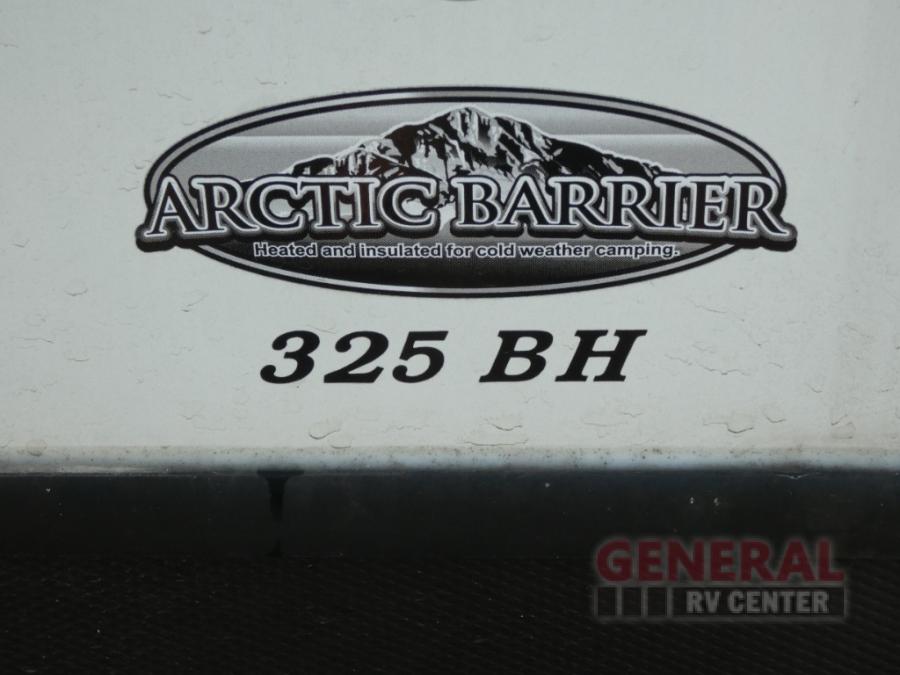 ARCTIC BARRIER
Heated and insulated for cold weather camping.
325 BH
GENERAL
RV CENTER